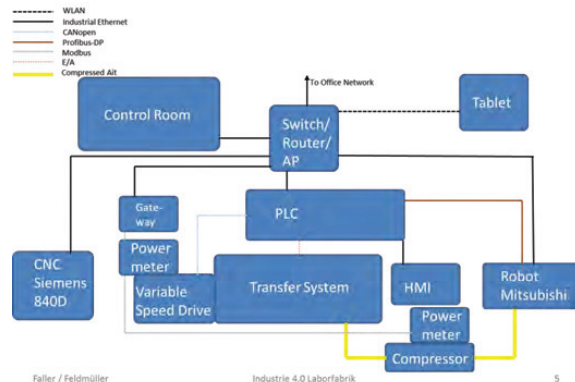 WLAN
Industrial Ethernet
CANopen
Profibus-DP
Modbus
E/A
Compressed Ait
To Office Network
Control Room
Switch/
Router/
AP
Tablet
Gate-
way
PLC
Power
meter
CNC
Siemens
840D
Variable
Speed Drive
Transfer System
HMI
Robot
Mitsubishi
Power
meter
Compressor
Faller / Feldmüller
Industrie 4.0 Laborfabrik
5